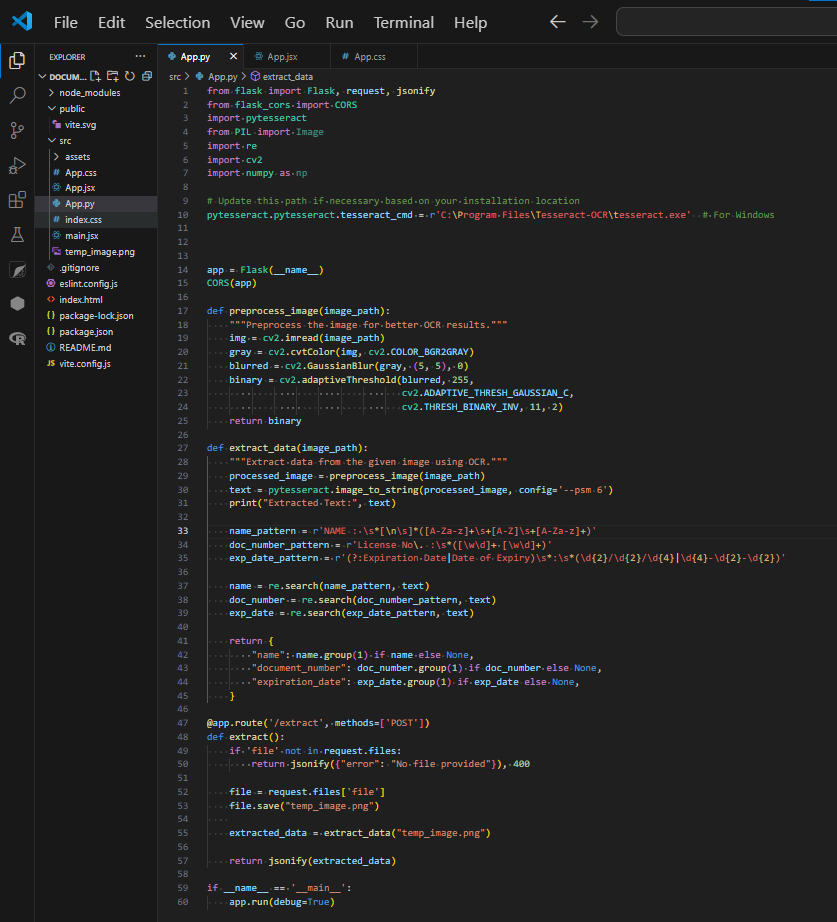 File Edit Selection View Go Run Terminal Help
EXPLORER
DOCUM...
node_modules
public
vite.svg
src
assets
App.css
App.jsx
App.py
index.css
main.jsx
temp_image.png
.gitignore
eslint.config.js
index.html
package-lock.json
package.json
README.md
vite.config.js
App.py
App.jsx
App.css
src > App.py > extract_data
1 from flask import Flask, request, jsonify
2 from flask_cors import CORS
3 import pytesseract
4 from PIL import Image
5 import re
6 import cv2
7 import numpy as np
8
9 # Update this path if necessary based on your installation location
10 pytesseract.pytesseract.tesseract_cmd = r'C:\Program Files\Tesseract-OCR\tesseract.exe'  # For Windows
11
12
13
14 app = Flask(__name__)
15 CORS(app)
16
17 def preprocess_image(image_path):
18     """Preprocess the image for better OCR results."""
19     img = cv2.imread(image_path)
20     gray = cv2.cvtColor(img, cv2.COLOR_BGR2GRAY)
21     blurred = cv2.GaussianBlur(gray, (5, 5), 0)
22     binary = cv2.adaptiveThreshold(blurred, 255,
23                                    cv2.ADAPTIVE_THRESH_GAUSSIAN_C,
24                                    cv2.THRESH_BINARY_INV, 11, 2)
25     return binary
26
27 def extract_data(image_path):
28     """Extract data from the given image using OCR."""
29     processed_image = preprocess_image(image_path)
30     text = pytesseract.image_to_string(processed_image, config='--psm 6')
31     print("Extracted Text:", text)
32
33     name_pattern = r'NAME : \s*[\n\s]*([A-Za-z]+\s+[A-Z]\s+[A-Za-z]+)'
34     doc_number_pattern = r'License No\. :\s*([\w\d]+ [\w\d]+)'
35     exp_date_pattern = r'(?:Expiration Date|Date of Expiry)\s*:\s*(\d{2}/\d{2}/\d{4}|\d{4}-\d{2}-\d{2})'
36
37     name = re.search(name_pattern, text)
38     doc_number = re.search(doc_number_pattern, text)
39     exp_date = re.search(exp_date_pattern, text)
40
41     return {
42         "name": name.group(1) if name else None,
43         "document_number": doc_number.group(1) if doc_number else None,
44         "expiration_date": exp_date.group(1) if exp_date else None,
45     }
46
47 @app.route('/extract', methods=['POST'])
48 def extract():
49     if 'file' not in request.files:
50         return jsonify({"error": "No file provided"}), 400
51
52     file = request.files['file']
53     file.save("temp_image.png")
54
55     extracted_data = extract_data("temp_image.png")
56
57     return jsonify(extracted_data)
58
59 if __name__ == '__main__':
60     app.run(debug=True)